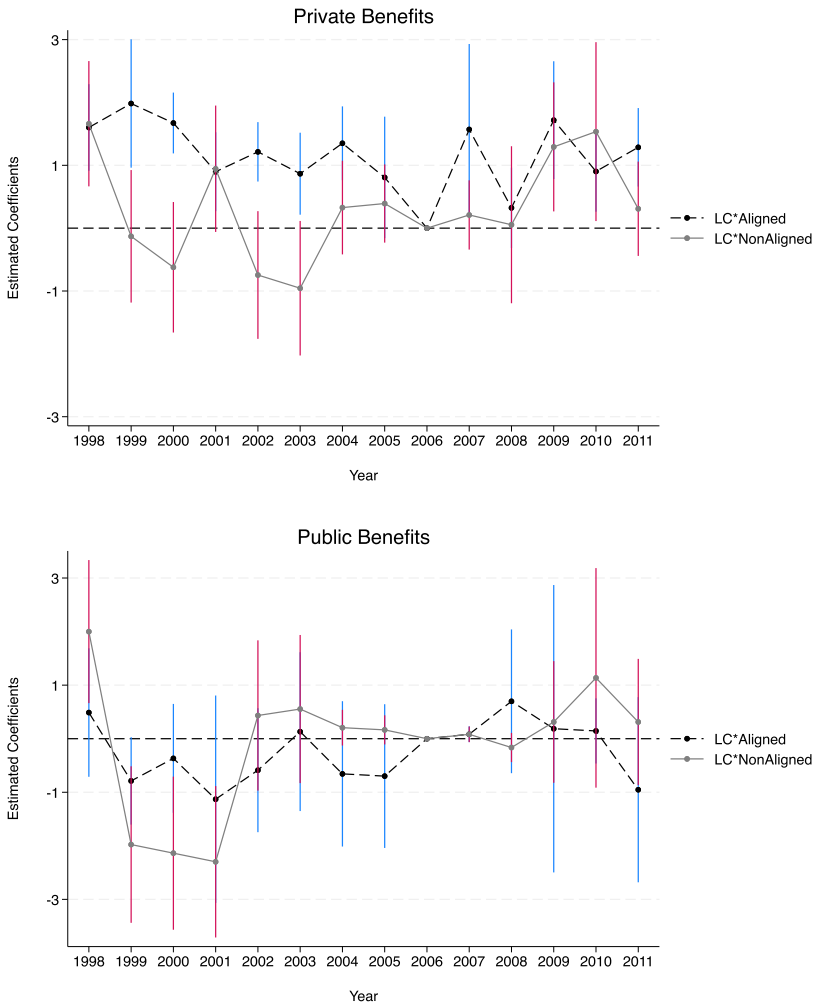 Private Benefits
Estimated Coefficients
3
1
-1
-3
1998 1999 2000 2001 2002 2003 2004 2005 2006 2007 2008 2009 2010 2011
Year
LC*Aligned
LC*NonAligned
Public Benefits
Estimated Coefficients
3
1
-1
-3
1998 1999 2000 2001 2002 2003 2004 2005 2006 2007 2008 2009 2010 2011
Year
LC*Aligned
LC*NonAligned